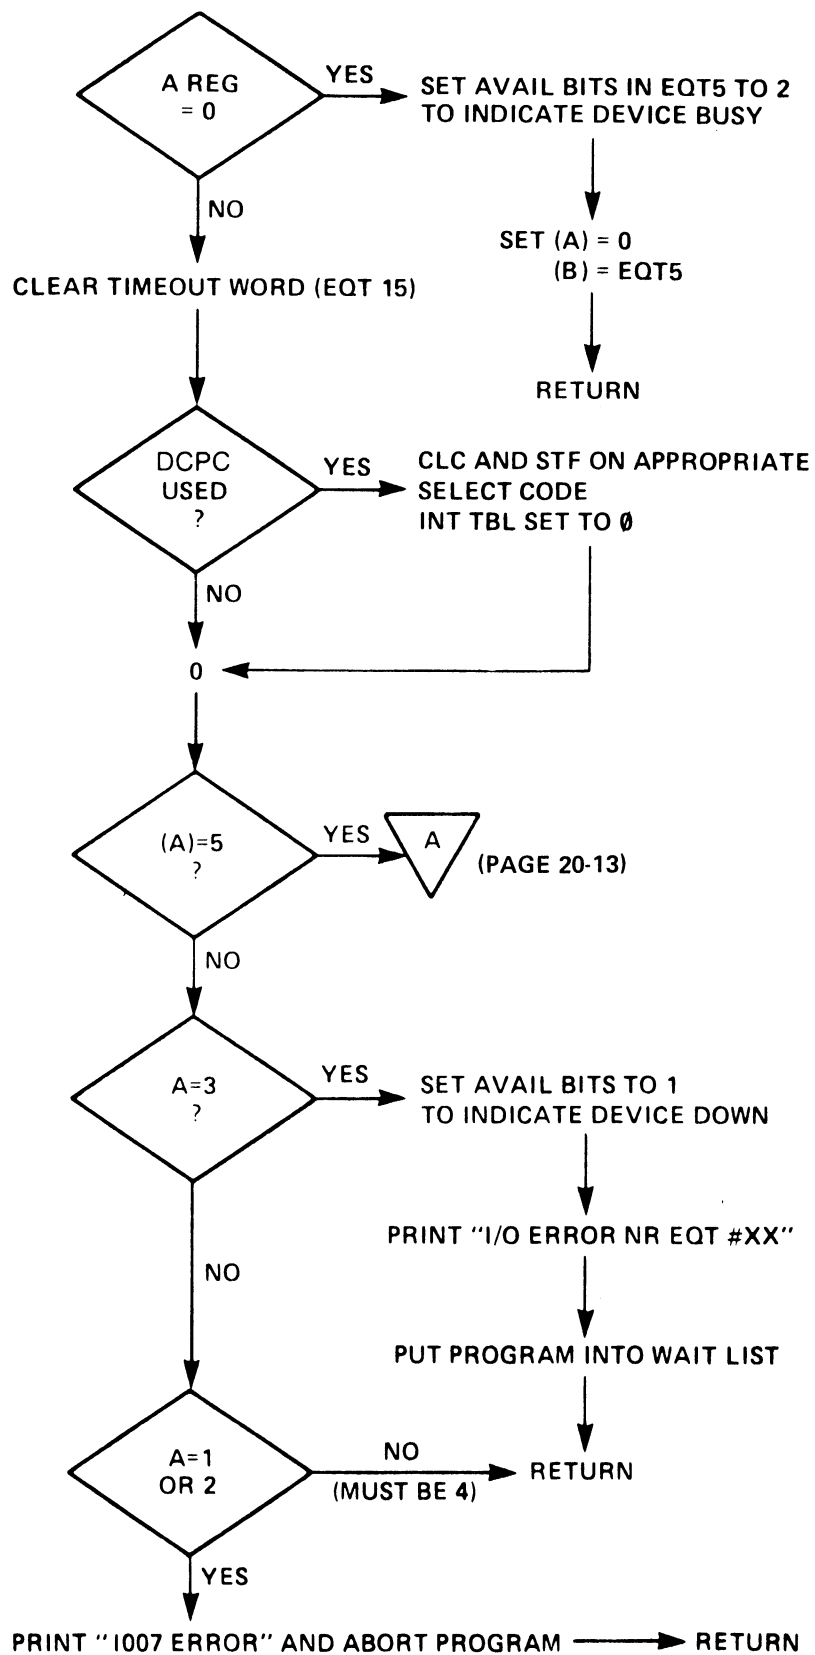 A REG
= 0
YES
SET AVAIL BITS IN EQT5 TO 2
TO INDICATE DEVICE BUSY
NO
SET (A) = 0
(B) = EQT5
CLEAR TIMEOUT WORD (EQT 15)
RETURN
DCPC
USED
?
YES
CLC AND STF ON APPROPRIATE
SELECT CODE
INT TBL SET TO Ø
NO
0
(A)=5
?
YES
A
(PAGE 20-13)
NO
A=3
?
YES
SET AVAIL BITS TO 1
TO INDICATE DEVICE DOWN
PRINT "I/O ERROR NR EQT #XX"
NO
PUT PROGRAM INTO WAIT LIST
A=1
OR 2
NO
(MUST BE 4)
RETURN
YES
PRINT "I007 ERROR" AND ABORT PROGRAM
RETURN